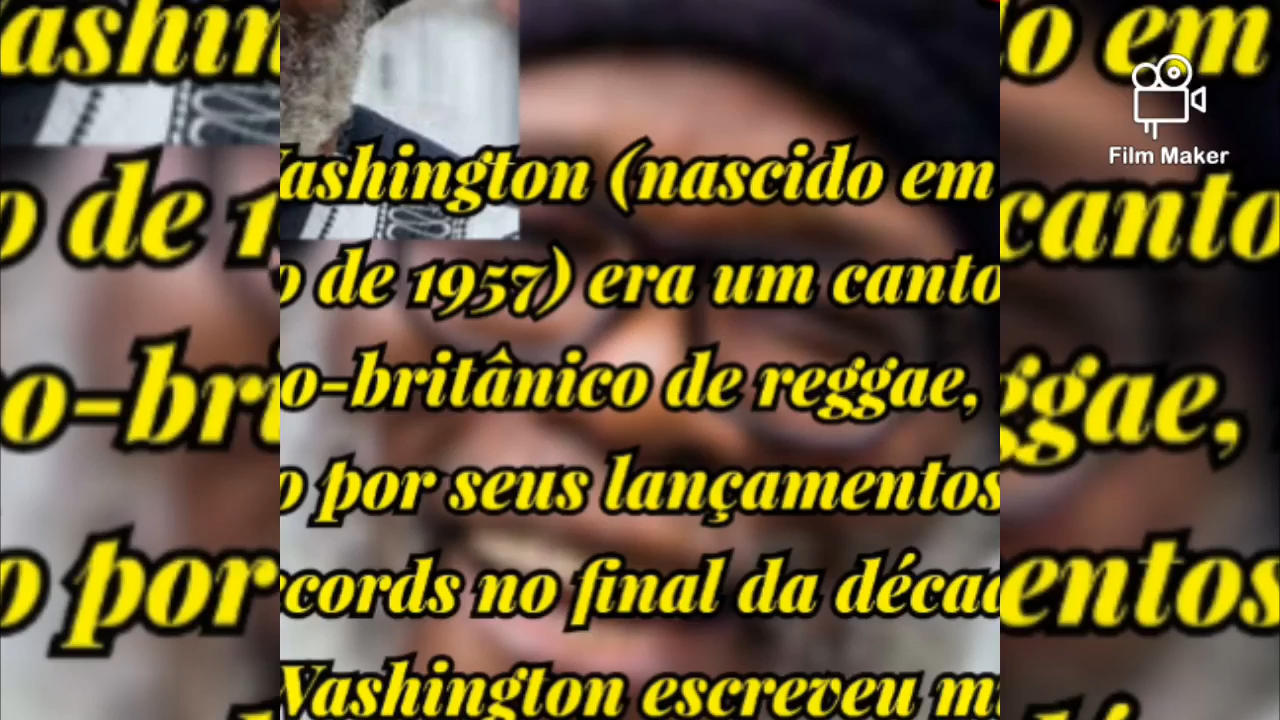 Washington (nascido em
o de 1957) era um canto
o-britânico de reggae,
o por seus lançamentos
cords no final da décad
Washington escreveu m
Film Maker